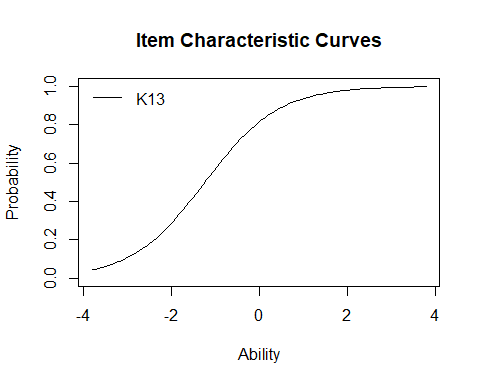 Item Characteristic Curves
K13
Probability
0.0 0.2 0.4 0.6 0.8 1.0
-4 -2 0 2 4
Ability